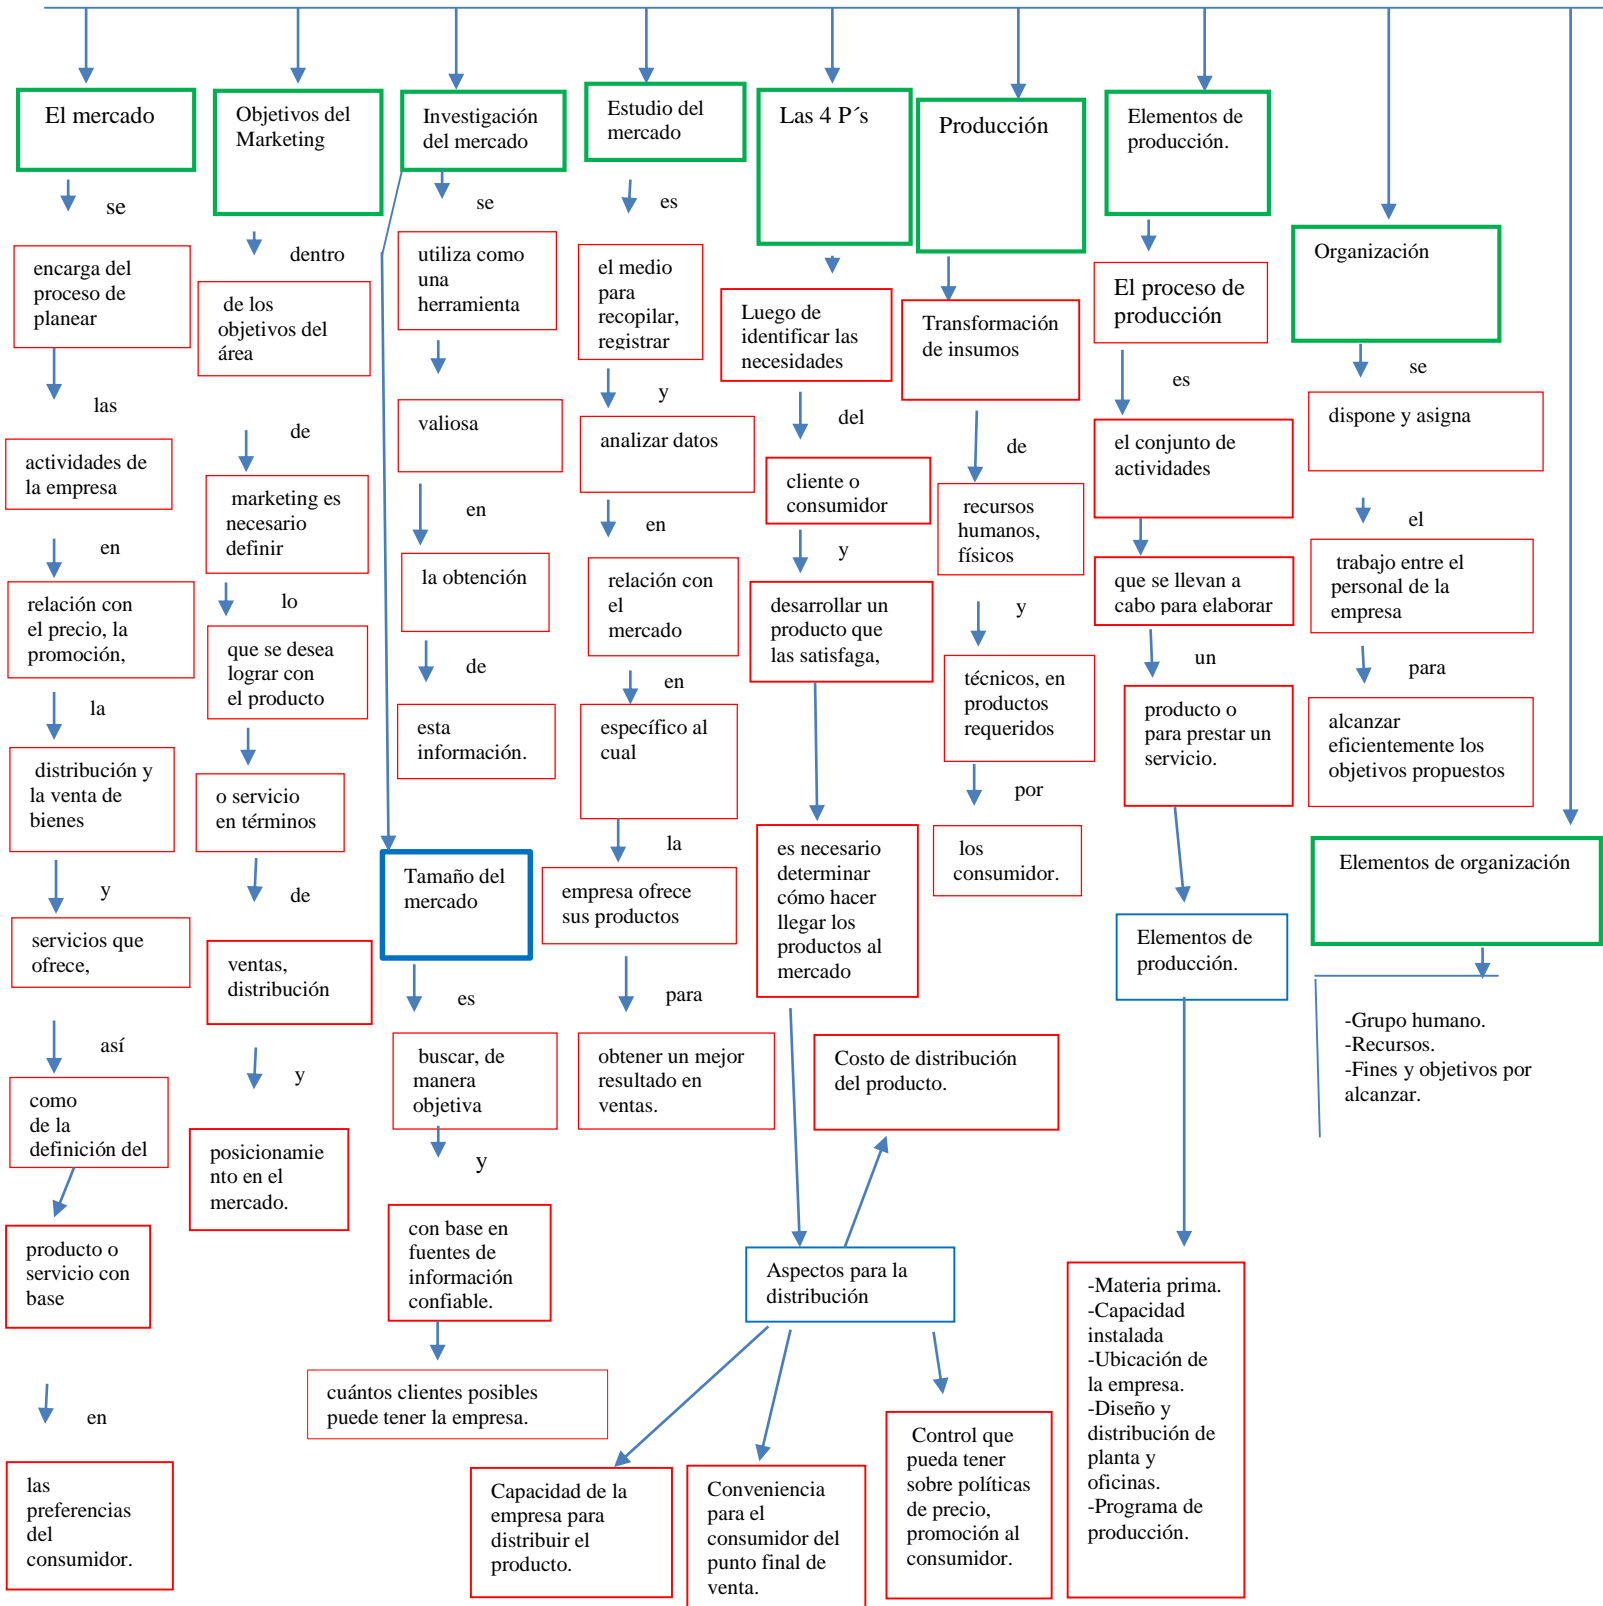 El mercado
se
encarga del
proceso de
planear
las
actividades de
la empresa
en
relación con
el precio, la
promoción,
la
distribución y
la venta de
bienes
y
servicios que
ofrece,
así
como
de la
definición del
producto o
servicio con
base
en
las
preferencias
del
consumidor.
Objetivos del
Marketing
dentro
de los
objetivos del
área
de
marketing es
necesario
definir
lo
que se desea
lograr con
el producto
o servicio
en términos
de
ventas,
distribución
y
posicionamie
nto en el
mercado.
Investigación
del mercado
se
utiliza como
una
herramienta
valiosa
en
la obtención
de
esta
información.
Tamaño del
mercado
es
buscar, de
manera
objetiva
y
con base en
fuentes de
información
confiable.
cuántos clientes posibles
puede tener la empresa.
Estudio del
mercado
es
el medio
para
recopilar,
registrar
y
analizar datos
en
relación con
el
mercado
en
específico al
cual
la
empresa ofrece
sus productos
para
obtener un mejor
resultado en
ventas.
Las 4 P´s
Luego de
identificar las
necesidades
del
cliente o
consumidor
y
desarrollar un
producto que
las satisfaga,
es necesario
determinar
cómo hacer
llegar los
productos al
mercado
Aspectos para la
distribución
Costo de distribución
del producto.
Capacidad de la
empresa para
distribuir el
producto.
Conveniencia
para el
consumidor del
punto final de
venta.
Control que
pueda tener
sobre políticas
de precio,
promoción al
consumidor.
Producción
Transformación
de insumos
de
recursos
humanos,
físicos
y
técnicos, en
productos
requeridos
por
los
consumidor.
Elementos de
producción.
El proceso de
producción
es
el conjunto de
actividades
que se llevan a
cabo para elaborar
un
producto o
para prestar un
servicio.
Elementos de
producción.
-Materia prima.
-Capacidad
instalada
-Ubicación de
la empresa.
-Diseño y
distribución de
planta y
oficinas.
-Programa de
producción.
Organización
se
dispone y asigna
el
trabajo entre el
personal de la
empresa
para
alcanzar
eficientemente los
objetivos propuestos
Elementos de organización
-Grupo humano.
-Recursos.
-Fines y objetivos por
alcanzar.